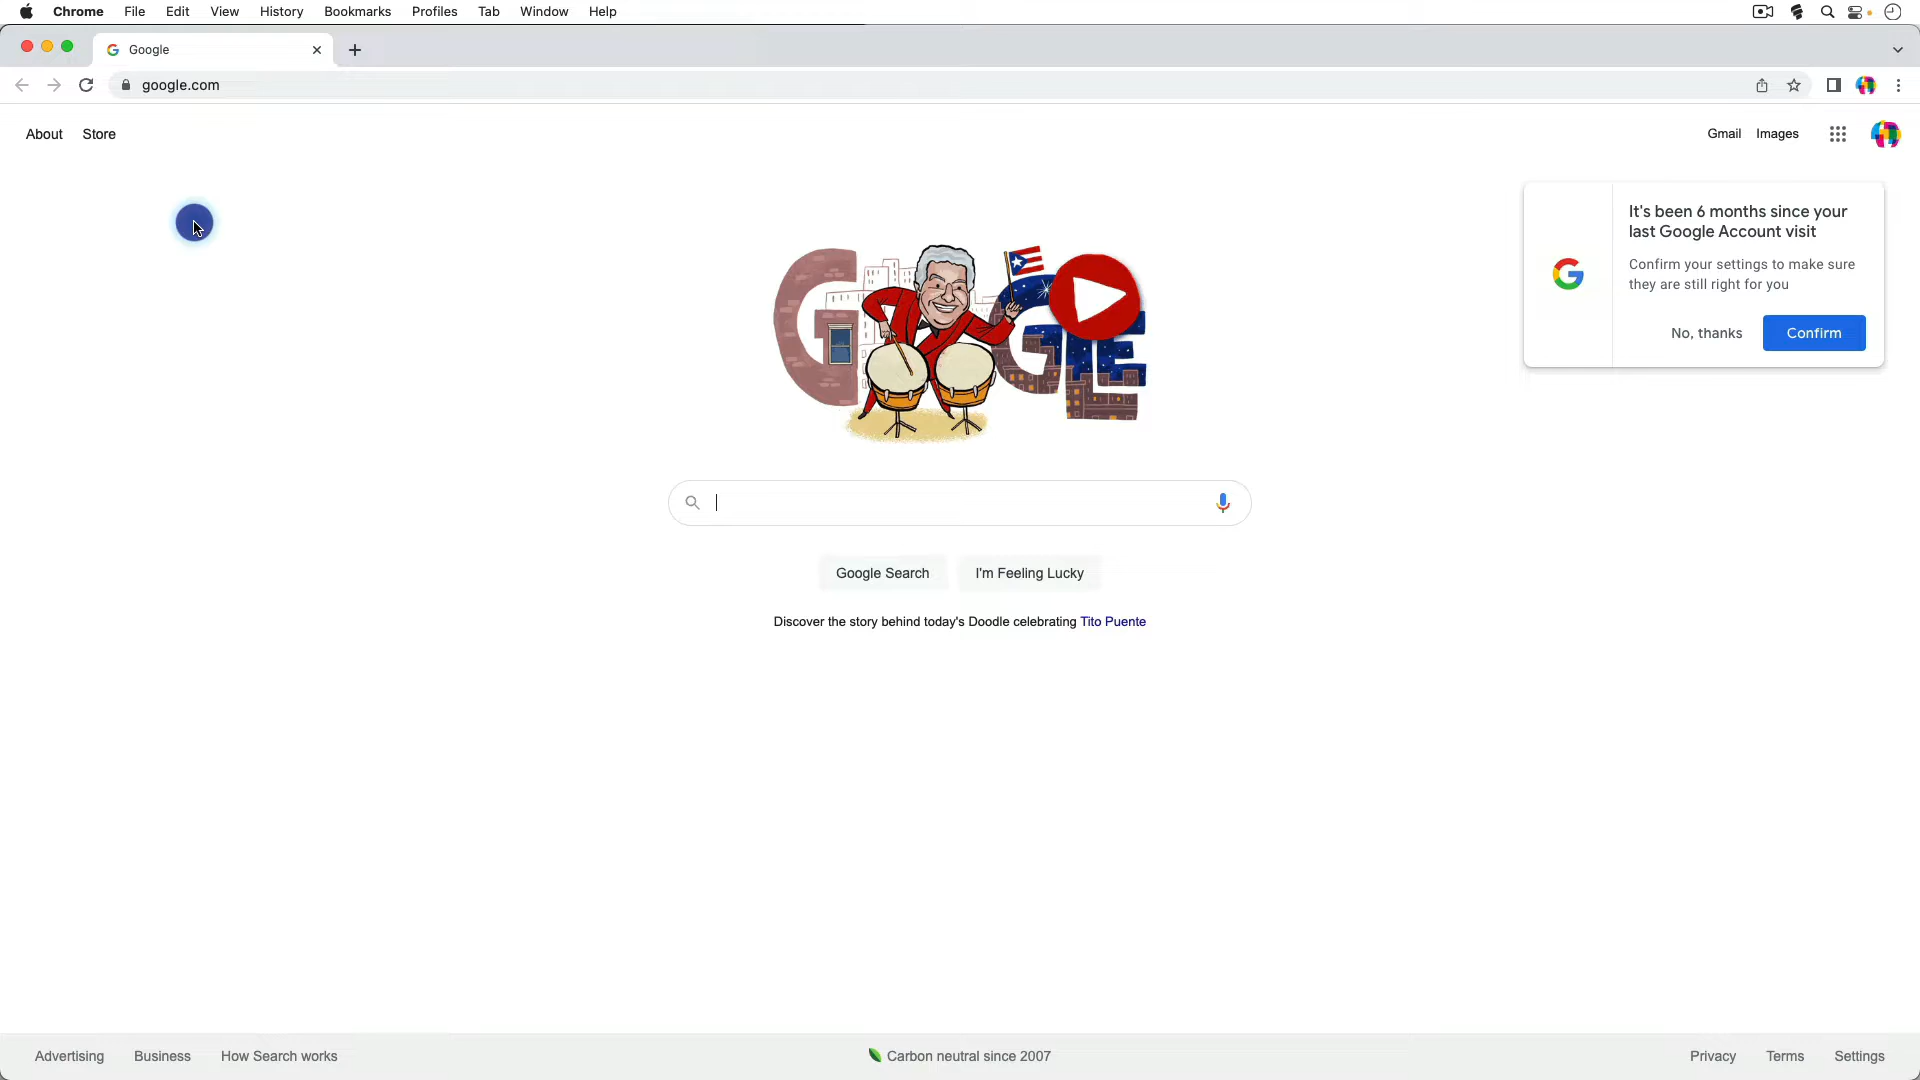 Chrome File Edit View History Bookmarks Profiles Tab Window Help
Google
google.com
About Store
Gmail Images
It's been 6 months since your
last Google Account visit
Confirm your settings to make sure
they are still right for you
No, thanks Confirm
Google Search I'm Feeling Lucky
Discover the story behind today's Doodle celebrating Tito Puente
Advertising Business How Search works
Carbon neutral since 2007
Privacy Terms Settings